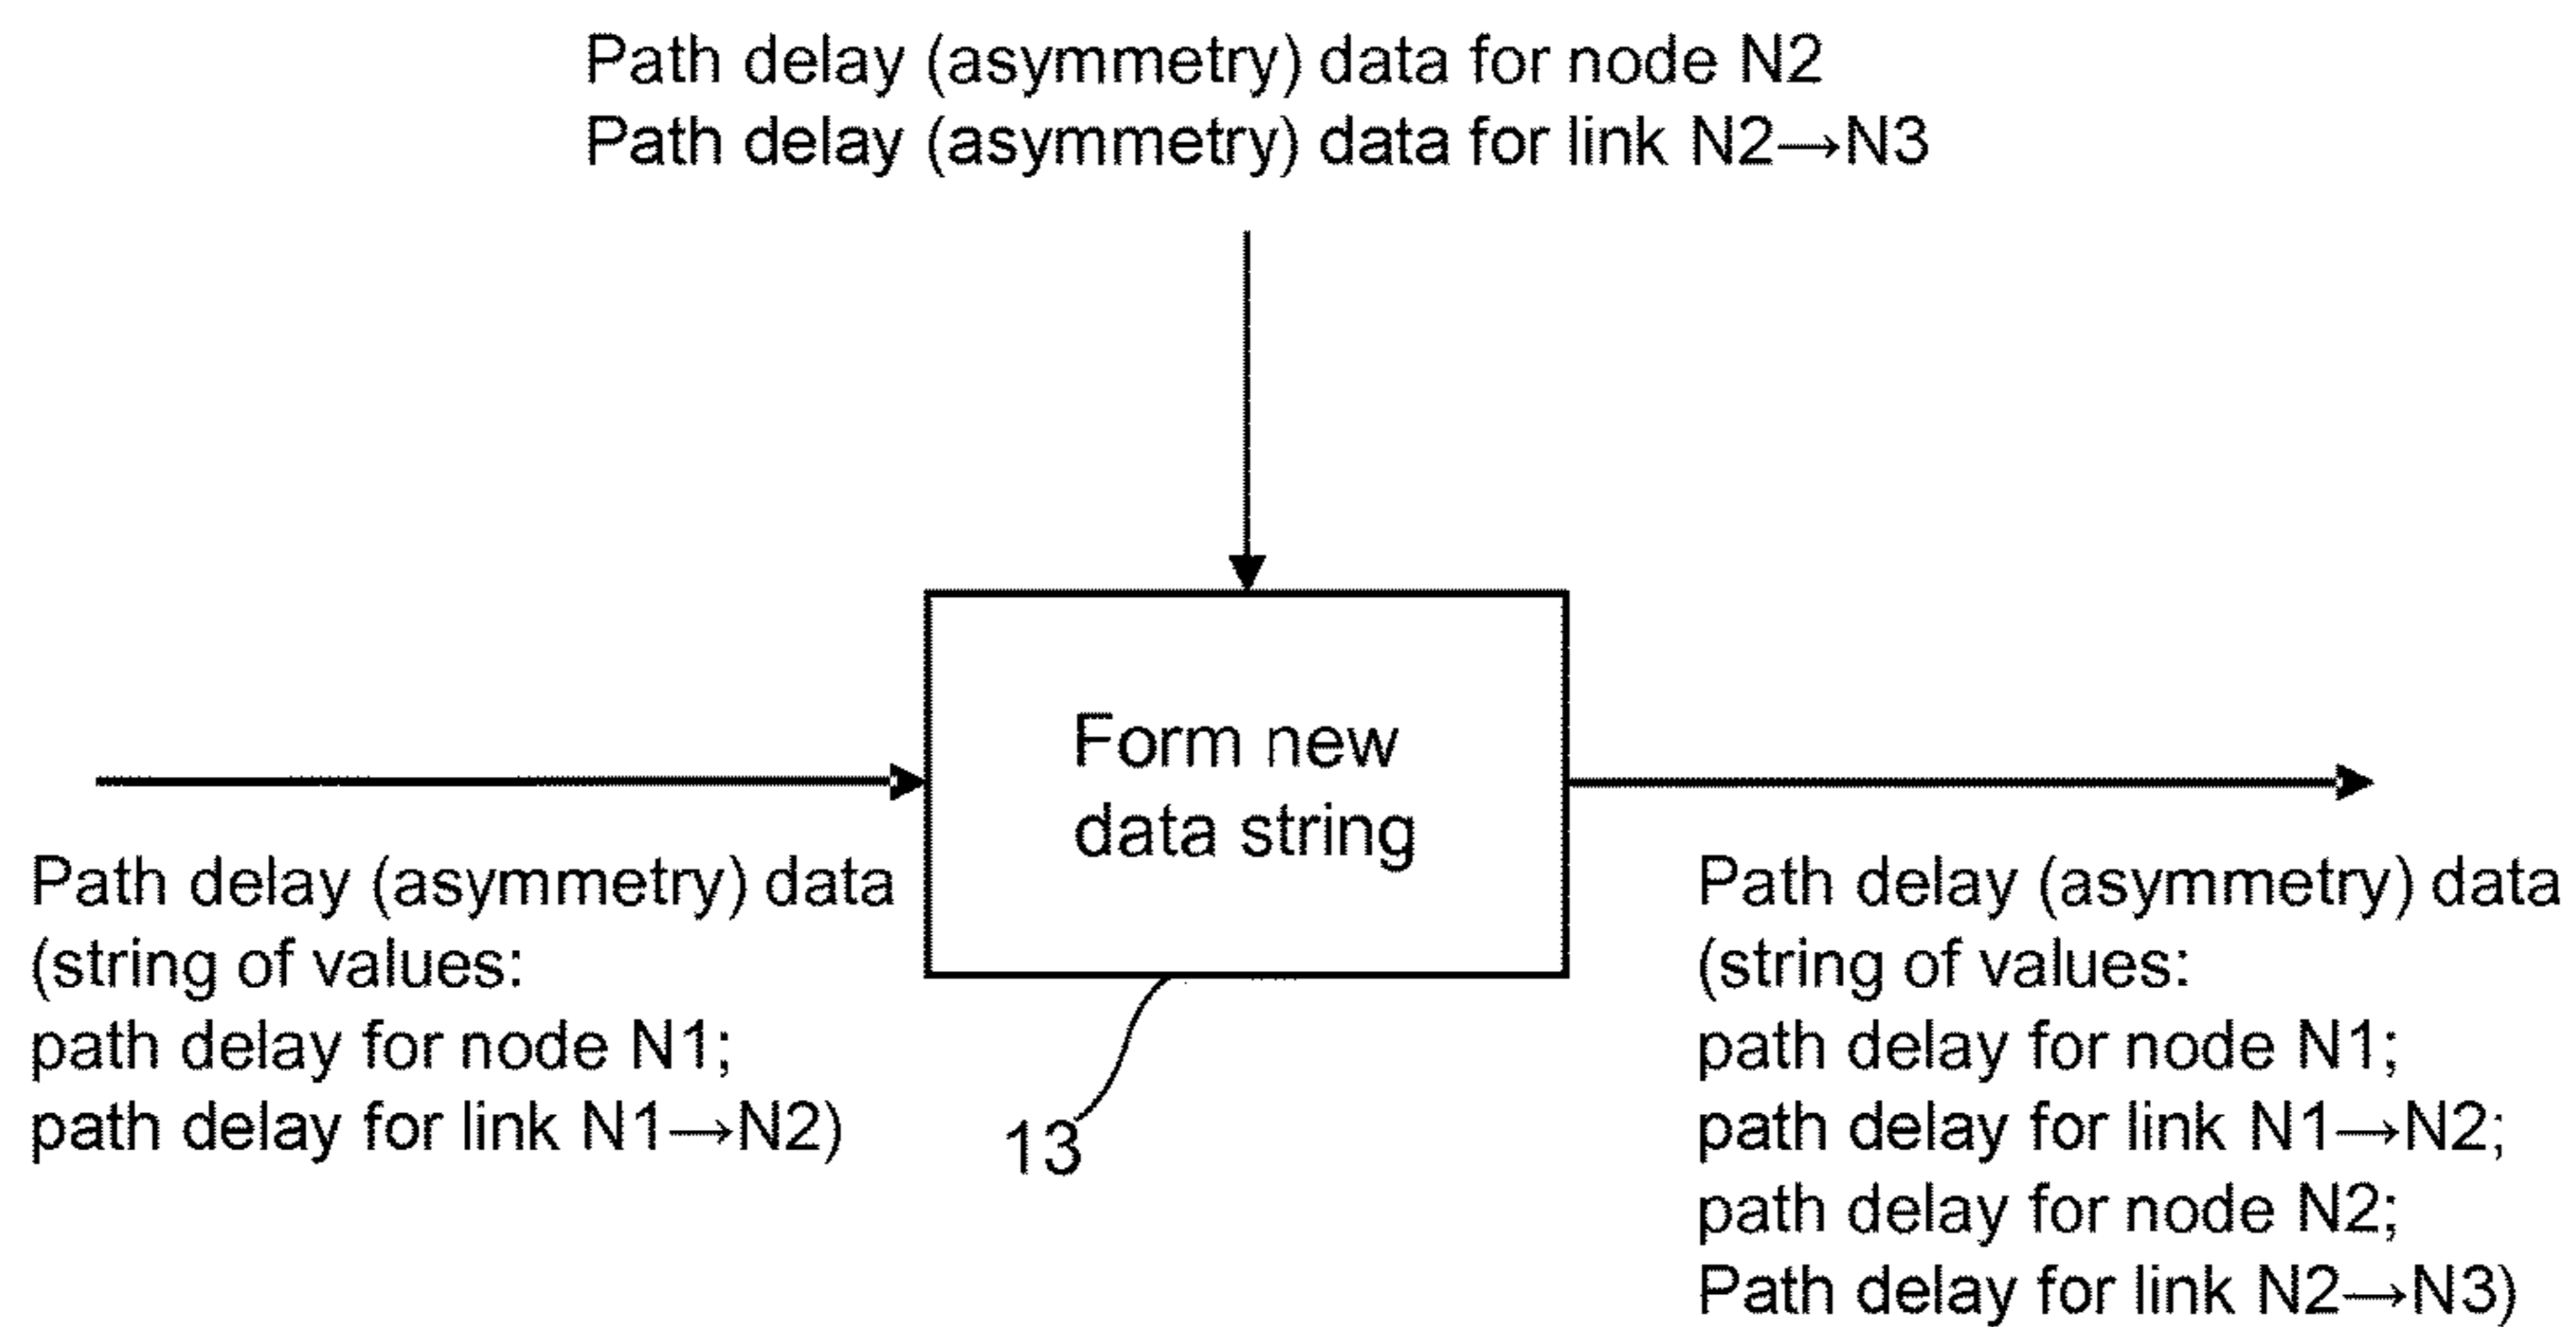 Path delay (asymmetry) data for node N2
Path delay (asymmetry) data for link N2→N3
Form new
data string
Path delay (asymmetry) data
(string of values:
path delay for node N1;
path delay for link N1→N2)
13
Path delay (asymmetry) data
(string of values:
path delay for node N1;
path delay for link N1→N2;
path delay for node N2;
Path delay for link N2→N3)